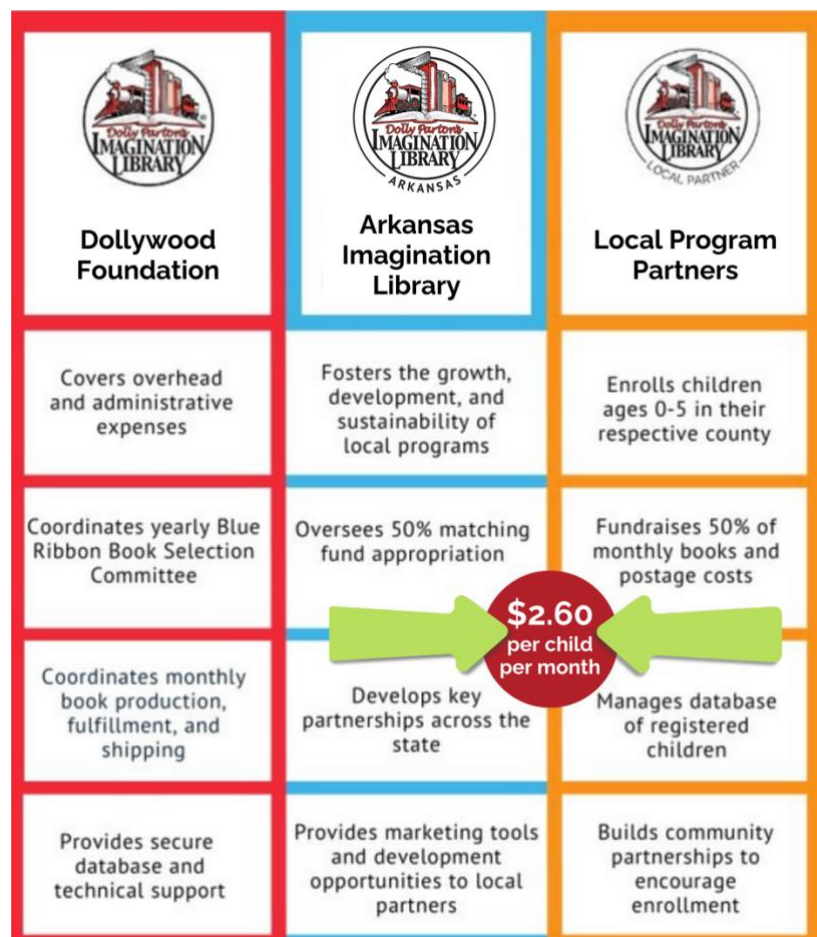 Dolly Parton's
IMAGINATION
LIBRARY
Dollywood
Foundation
Covers overhead
and administrative
expenses
Coordinates yearly Blue
Ribbon Book Selection
Committee
Coordinates monthly
book production,
fulfillment, and
shipping
Provides secure
database and
technical support
Dolly Parton's
IMAGINATION
LIBRARY
ARKANSAS
Arkansas
Imagination
Library
Fosters the growth,
development, and
sustainability of
local programs
Oversees 50% matching
fund appropriation
Develops key
partnerships across the
state
Provides marketing tools
and development
opportunities to local
partners
$2.60
per child
per month
Dolly Parton's
IMAGINATION
LIBRARY
LOCAL PARTNER
Local Program
Partners
Enrolls children
ages 0-5 in their
respective county
Fundraises 50% of
monthly books and
postage costs
Manages database
of registered
children
Builds community
partnerships to
encourage
enrollment